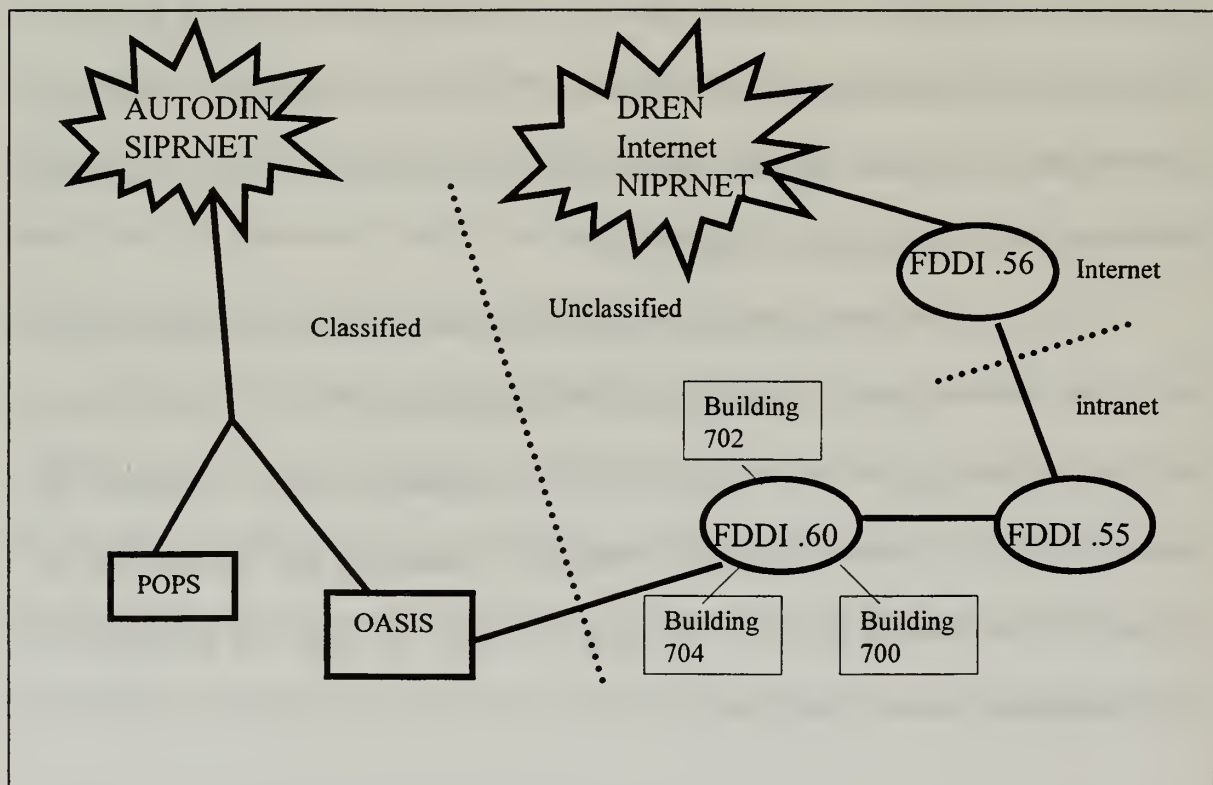 AUTODIN
SIPRNET
DREN
Internet
NIPRNET
FDDI .56
Internet
Unclassified
Classified
intranet
Building
702
FDDI .60
FDDI .55
POPS
OASIS
Building
704
Building
700